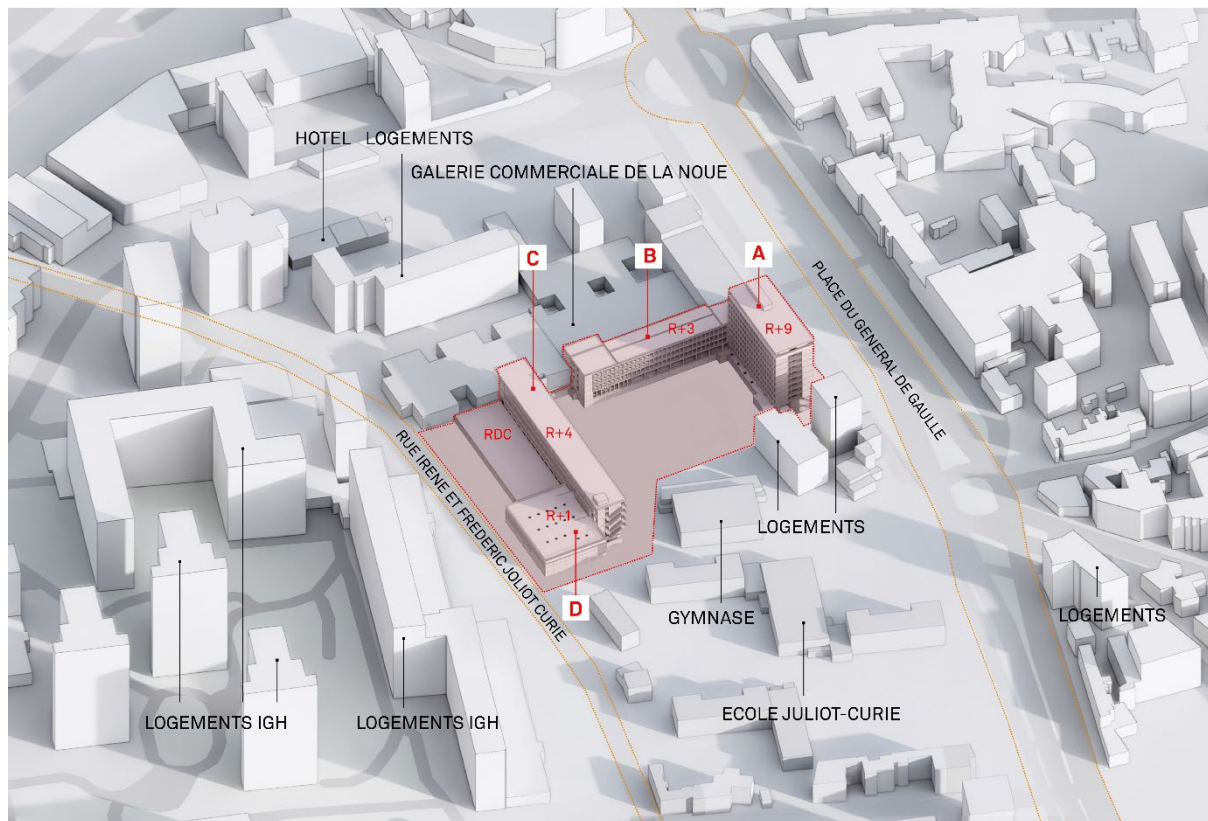 HOTEL
LOGEMENTS
GALERIE COMMERCIALE DE LA NOUE
C
B
A
PLACE DU GENERAL DE GAULLE
R+3
R+9
RDC
R+4
RUE IRENE ET FREDERIC JOLIOT CURIE
R+1
D
LOGEMENTS
GYMNASE
LOGEMENTS
LOGEMENTS IGH
LOGEMENTS IGH
ECOLE JULIOT-CURIE